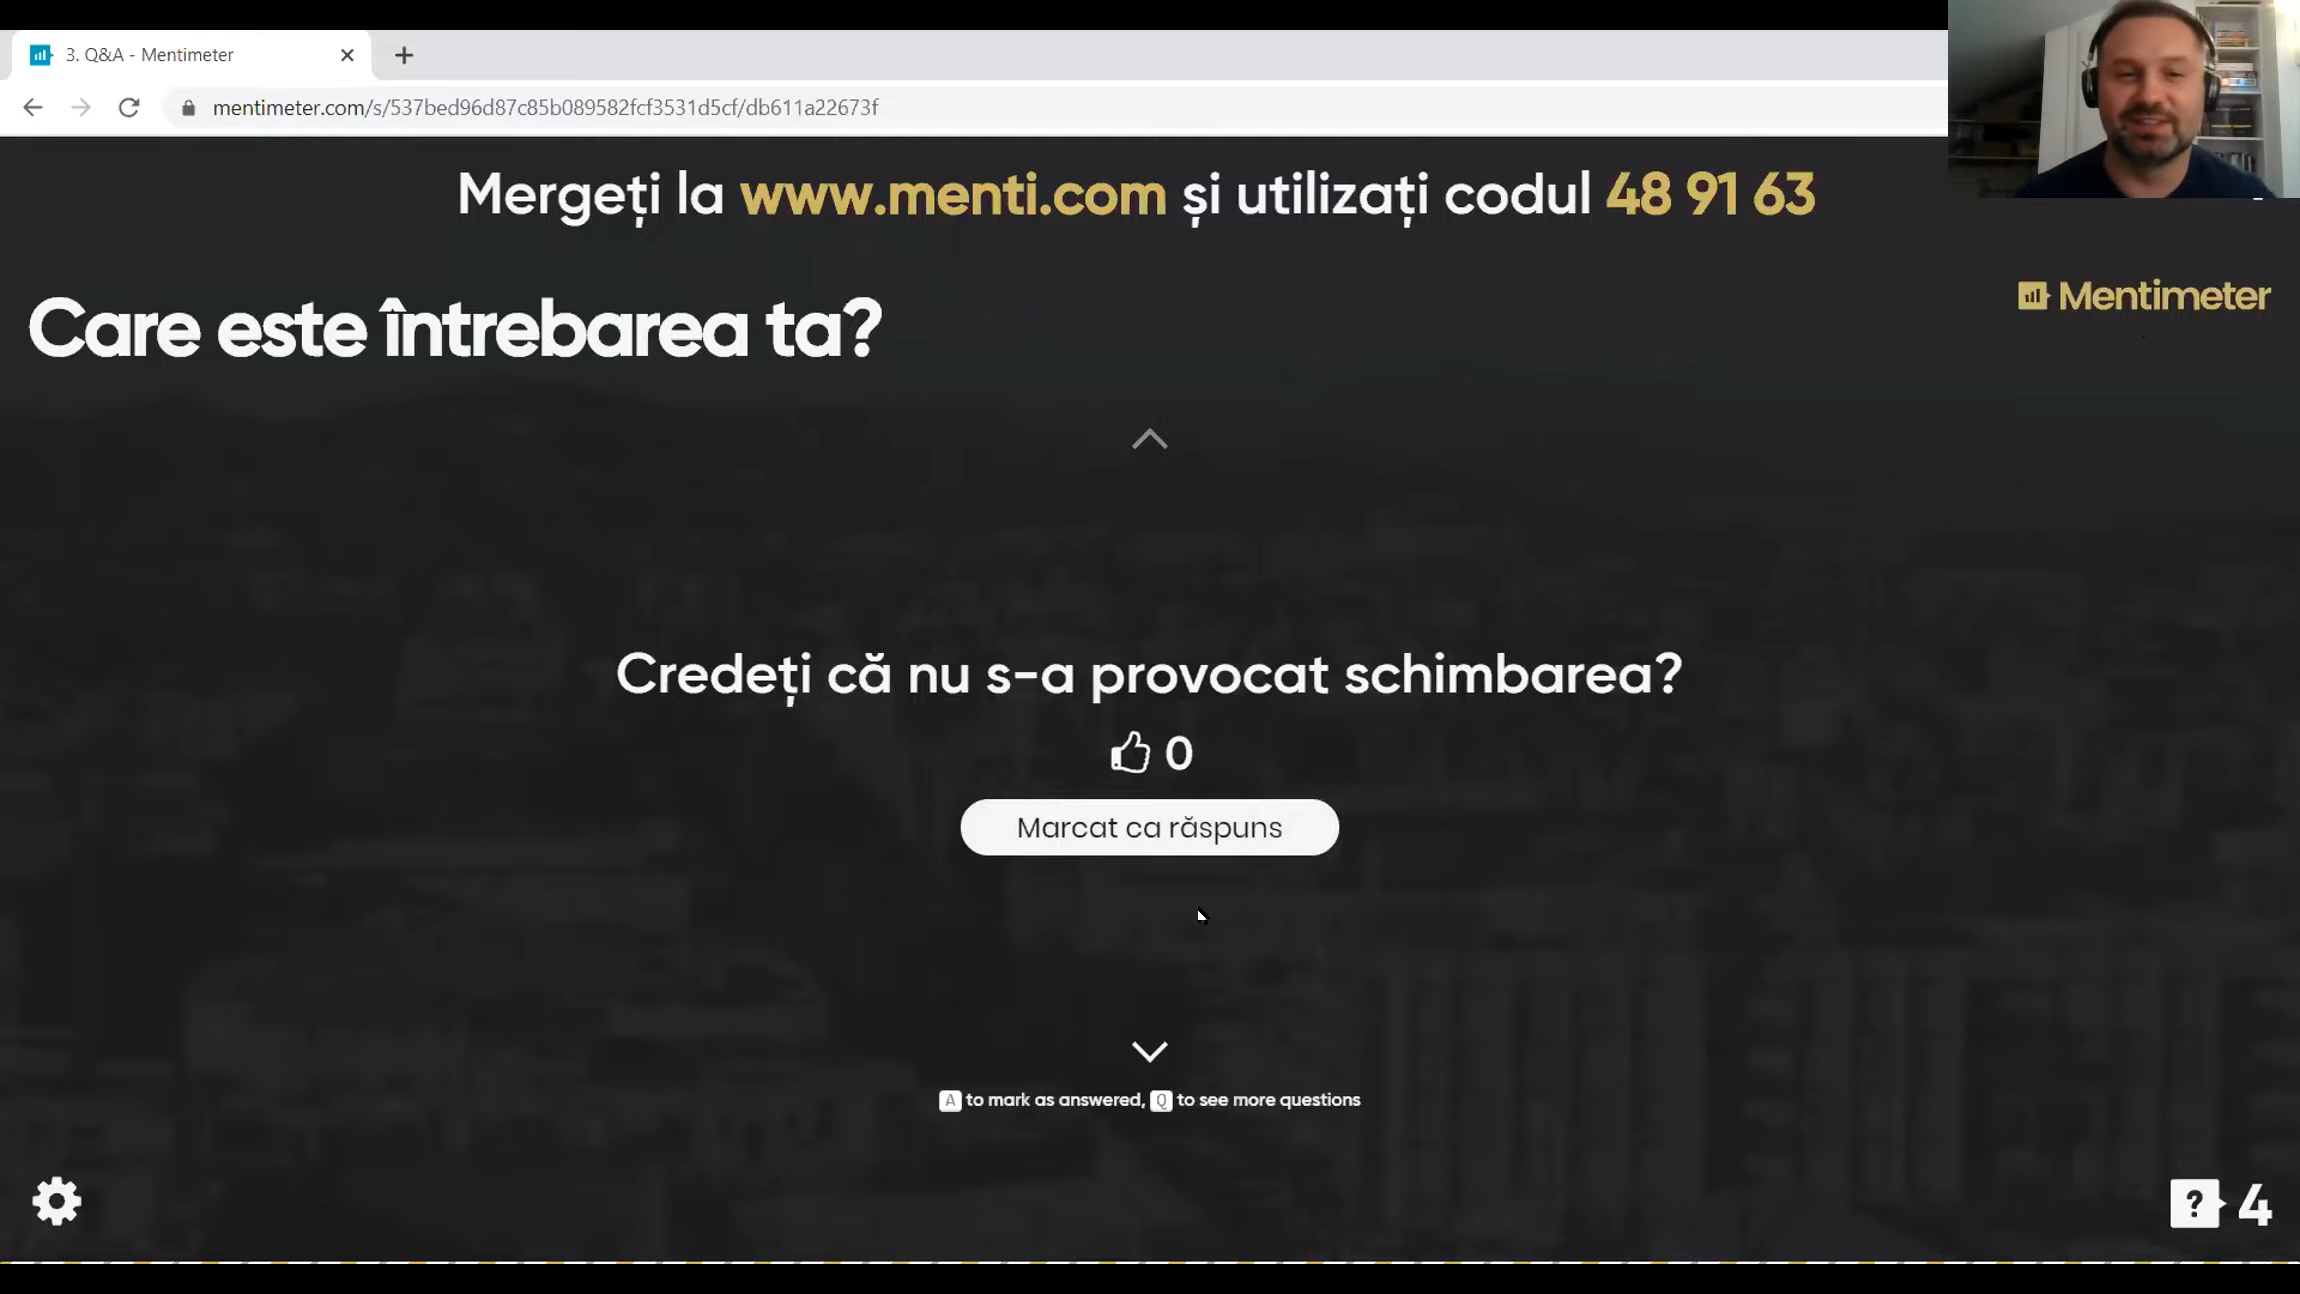 3. Q&A - Mentimeter
mentimeter.com/s/537bed96d87c85b089582fcf3531d5cf/db611a22673f
Mergeți la www.menti.com și utilizați codul 48 91 63
Mentimeter
Care este întrebarea ta?
Credeți că nu s-a provocat schimbarea?
0
Marcat ca răspuns
A to mark as answered, Q to see more questions
? 4